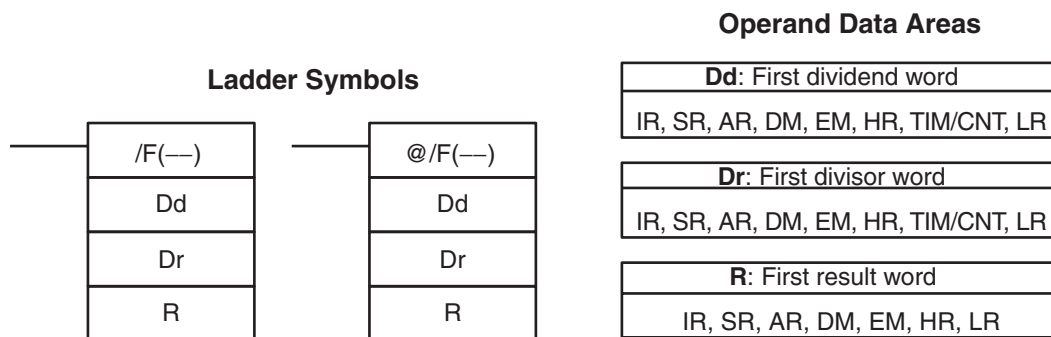 Operand Data Areas
Ladder Symbols
/F(––)
Dd
Dr
R
@/F(––)
Dd
Dr
R
Dd: First dividend word
IR, SR, AR, DM, EM, HR, TIM/CNT, LR
Dr: First divisor word
IR, SR, AR, DM, EM, HR, TIM/CNT, LR
R: First result word
IR, SR, AR, DM, EM, HR, LR